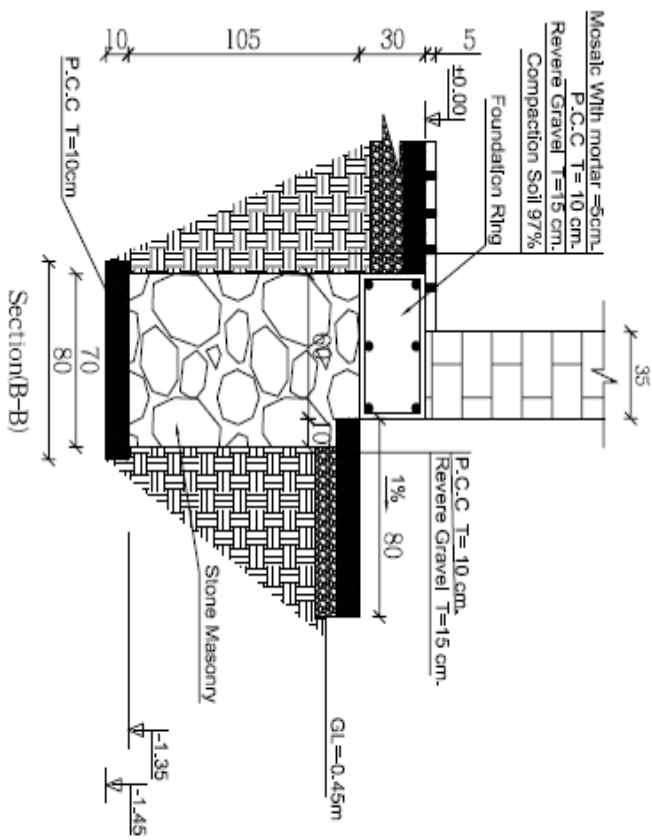 Mosaic With mortar =5cm.
P.C.C T= 10 cm.
Revere Gravel T=15 cm.
Compaction Soil 97%
Foundation Ring
±0.00
5
30
105
10
35
P.C.C T= 10 cm.
Revere Gravel T=15 cm.
1%
80
60
10
GL=-0.45m
Stone Masonry
-1.35
-1.45
P.C.C T=10cm
70
80
Section(B-B)